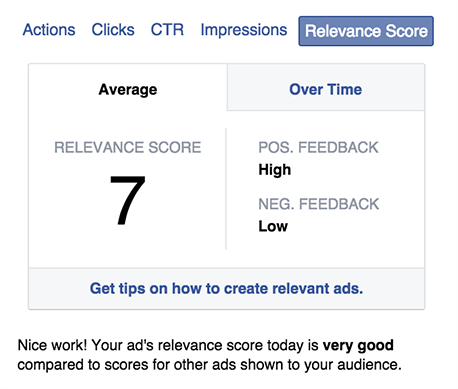 Actions Clicks CTR Impressions Relevance Score
Average Over Time
RELEVANCE SCORE
7
POS. FEEDBACK
High
NEG. FEEDBACK
Low
Get tips on how to create relevant ads.
Nice work! Your ad's relevance score today is very good
compared to scores for other ads shown to your audience.